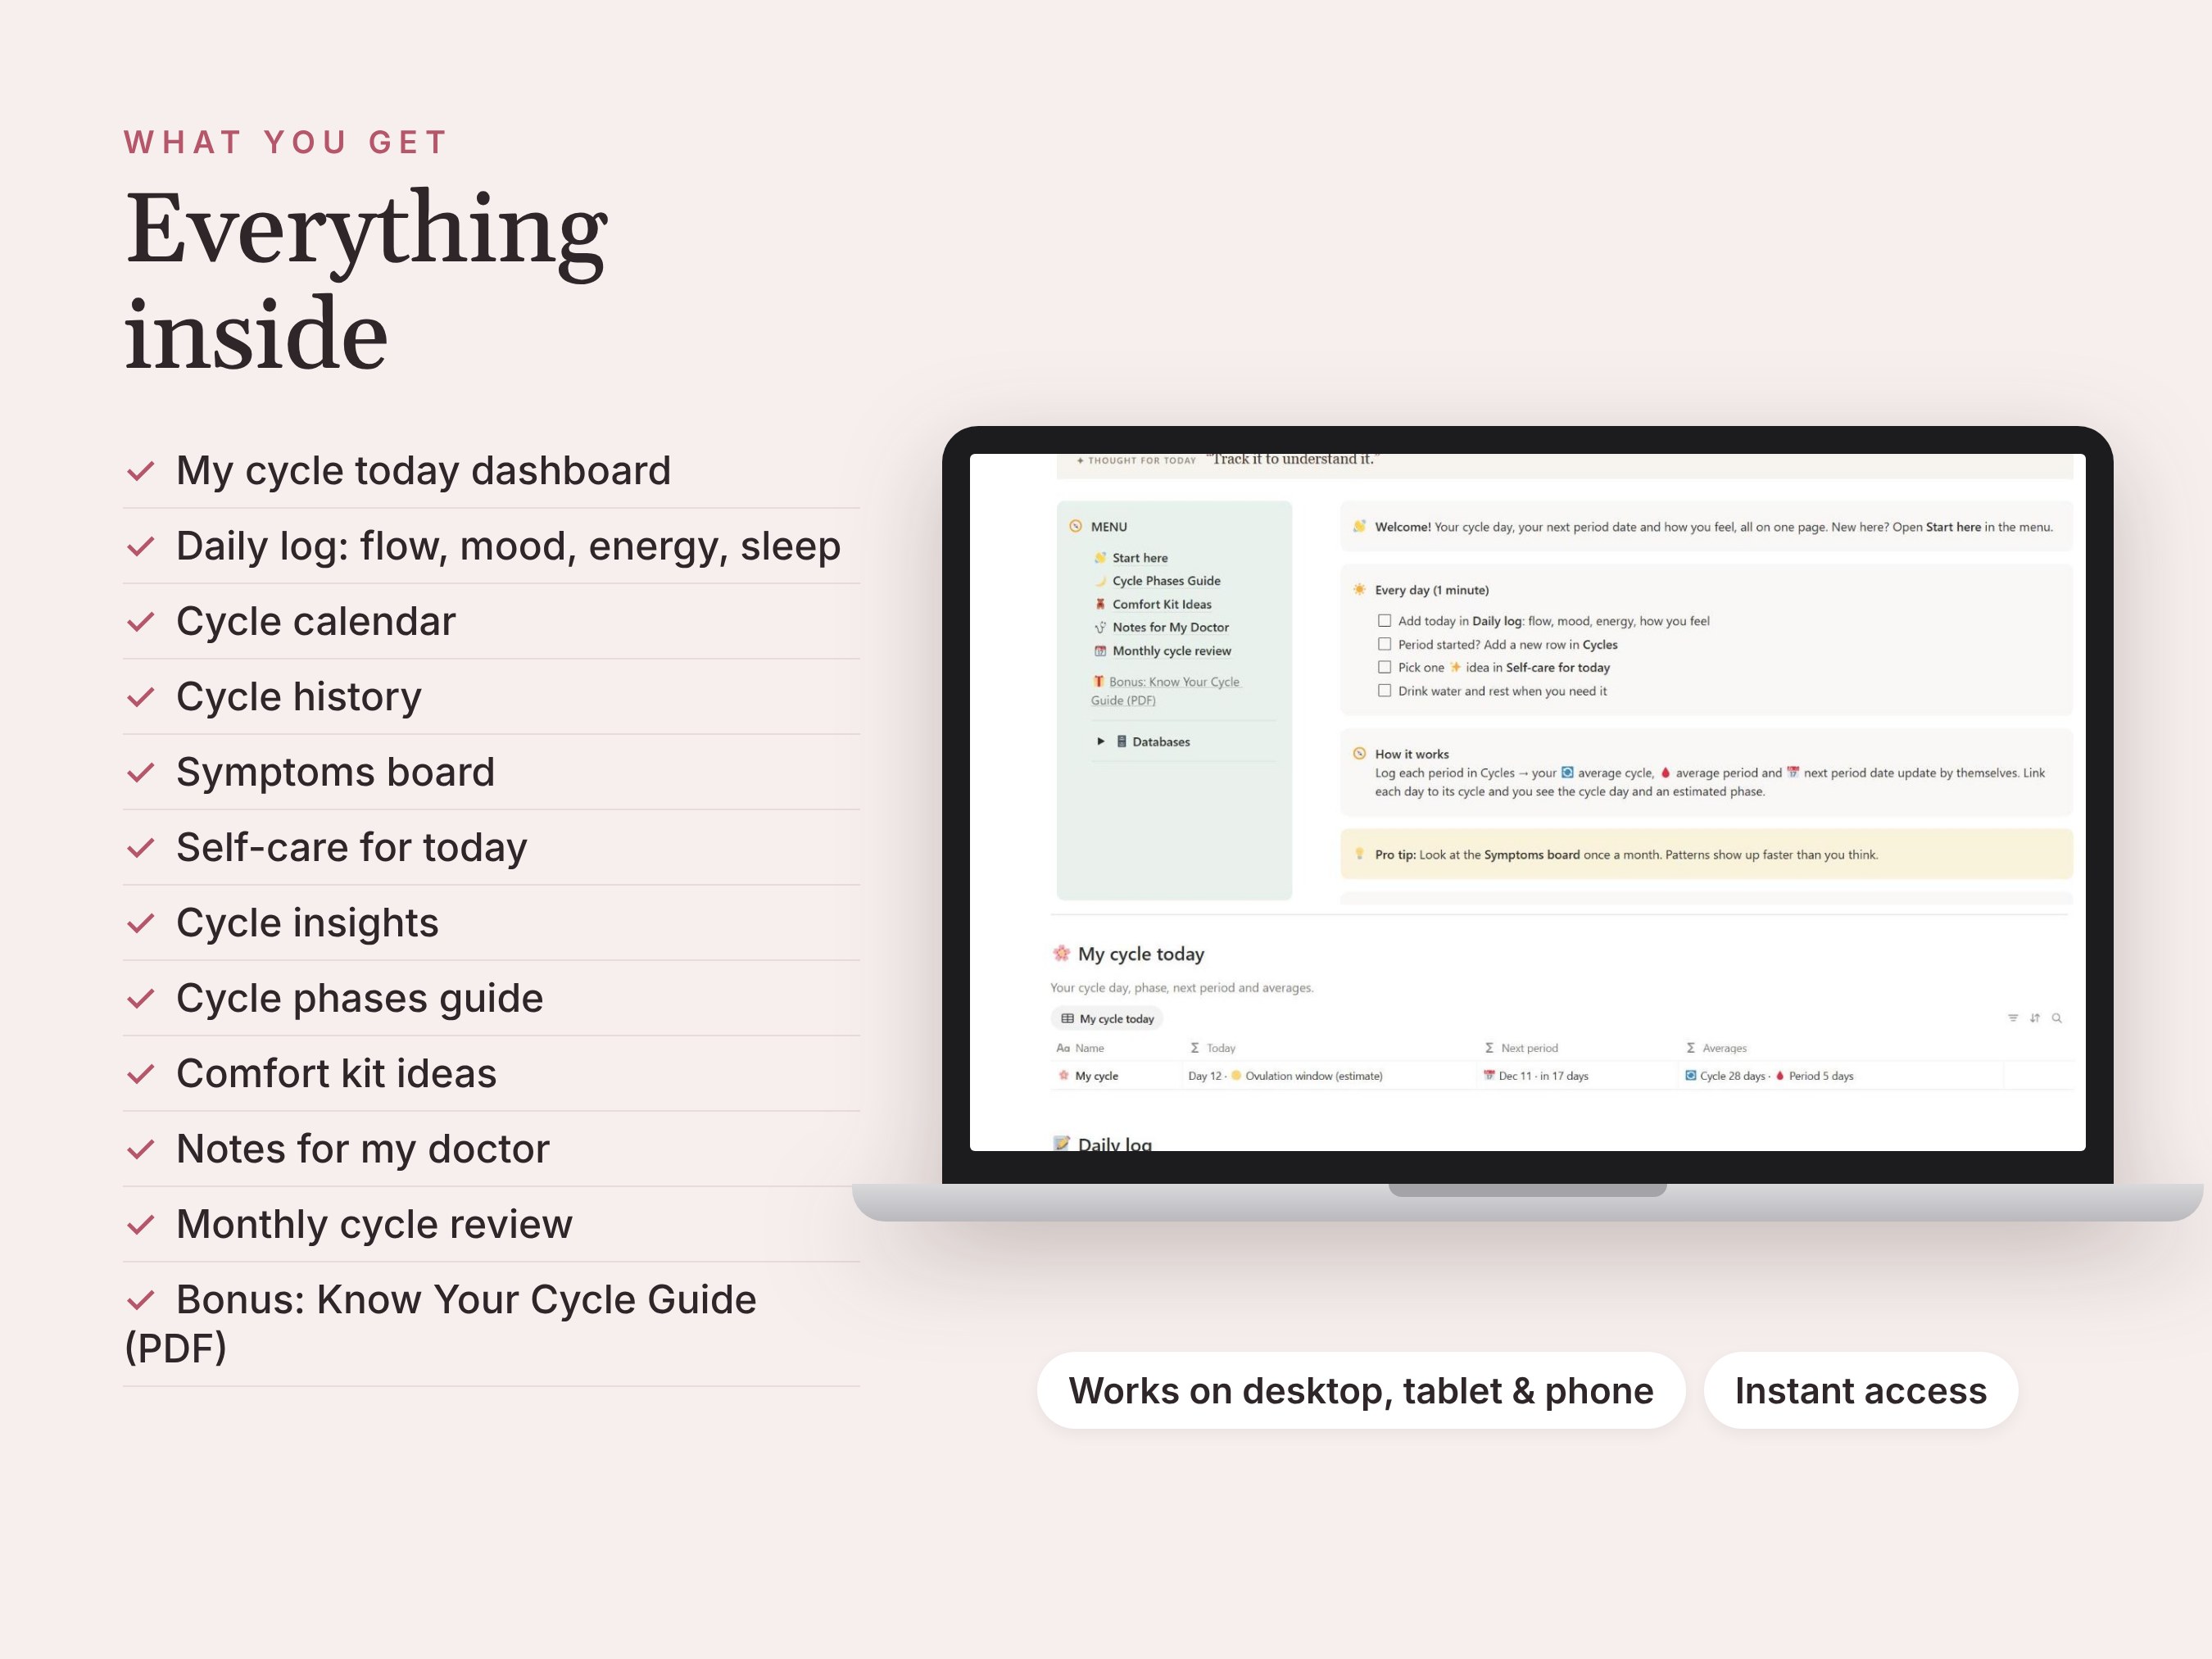 WHAT YOU GET
Everything
inside
My cycle today dashboard
Daily log: flow, mood, energy, sleep
Cycle calendar
Cycle history
Symptoms board
Self-care for today
Cycle insights
Cycle phases guide
Comfort kit ideas
Notes for my doctor
Monthly cycle review
Bonus: Know Your Cycle Guide
(PDF)
THOUGHT FOR TODAY "Track it to understand it."
MENU
Start here
Cycle Phases Guide
Comfort Kit Ideas
Notes for My Doctor
Monthly cycle review
Bonus: Know Your Cycle
Guide (PDF)
Databases
Welcome! Your cycle day, your next period date and how you feel, all on one page. New here? Open Start here in the menu.
Every day (1 minute)
Add today in Daily log: flow, mood, energy, how you feel
Period started? Add a new row in Cycles
Pick one ✨ idea in Self-care for today
Drink water and rest when you need it
How it works
Log each period in Cycles → your 🔄 average cycle, 🩸 average period and 📅 next period date update by themselves. Link
each day to its cycle and you see the cycle day and an estimated phase.
Pro tip: Look at the Symptoms board once a month. Patterns show up faster than you think.
My cycle today
Your cycle day, phase, next period and averages.
My cycle today
Aa Name Σ Today Σ Next period Σ Averages
My cycle Day 12 · 🟡 Ovulation window (estimate) 📅 Dec 11 · in 17 days 🔄 Cycle 28 days · 🩸 Period 5 days
Daily log
Works on desktop, tablet & phone
Instant access